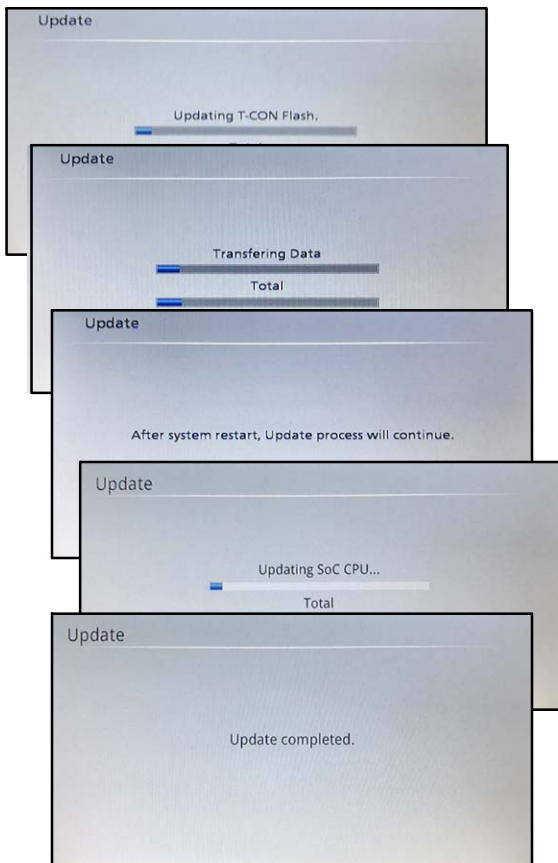 Update
Updating T-CON Flash.
Update
Transfering Data
Total
Update
After system restart, Update process will continue.
Update
Updating SoC CPU...
Total
Update
Update completed.